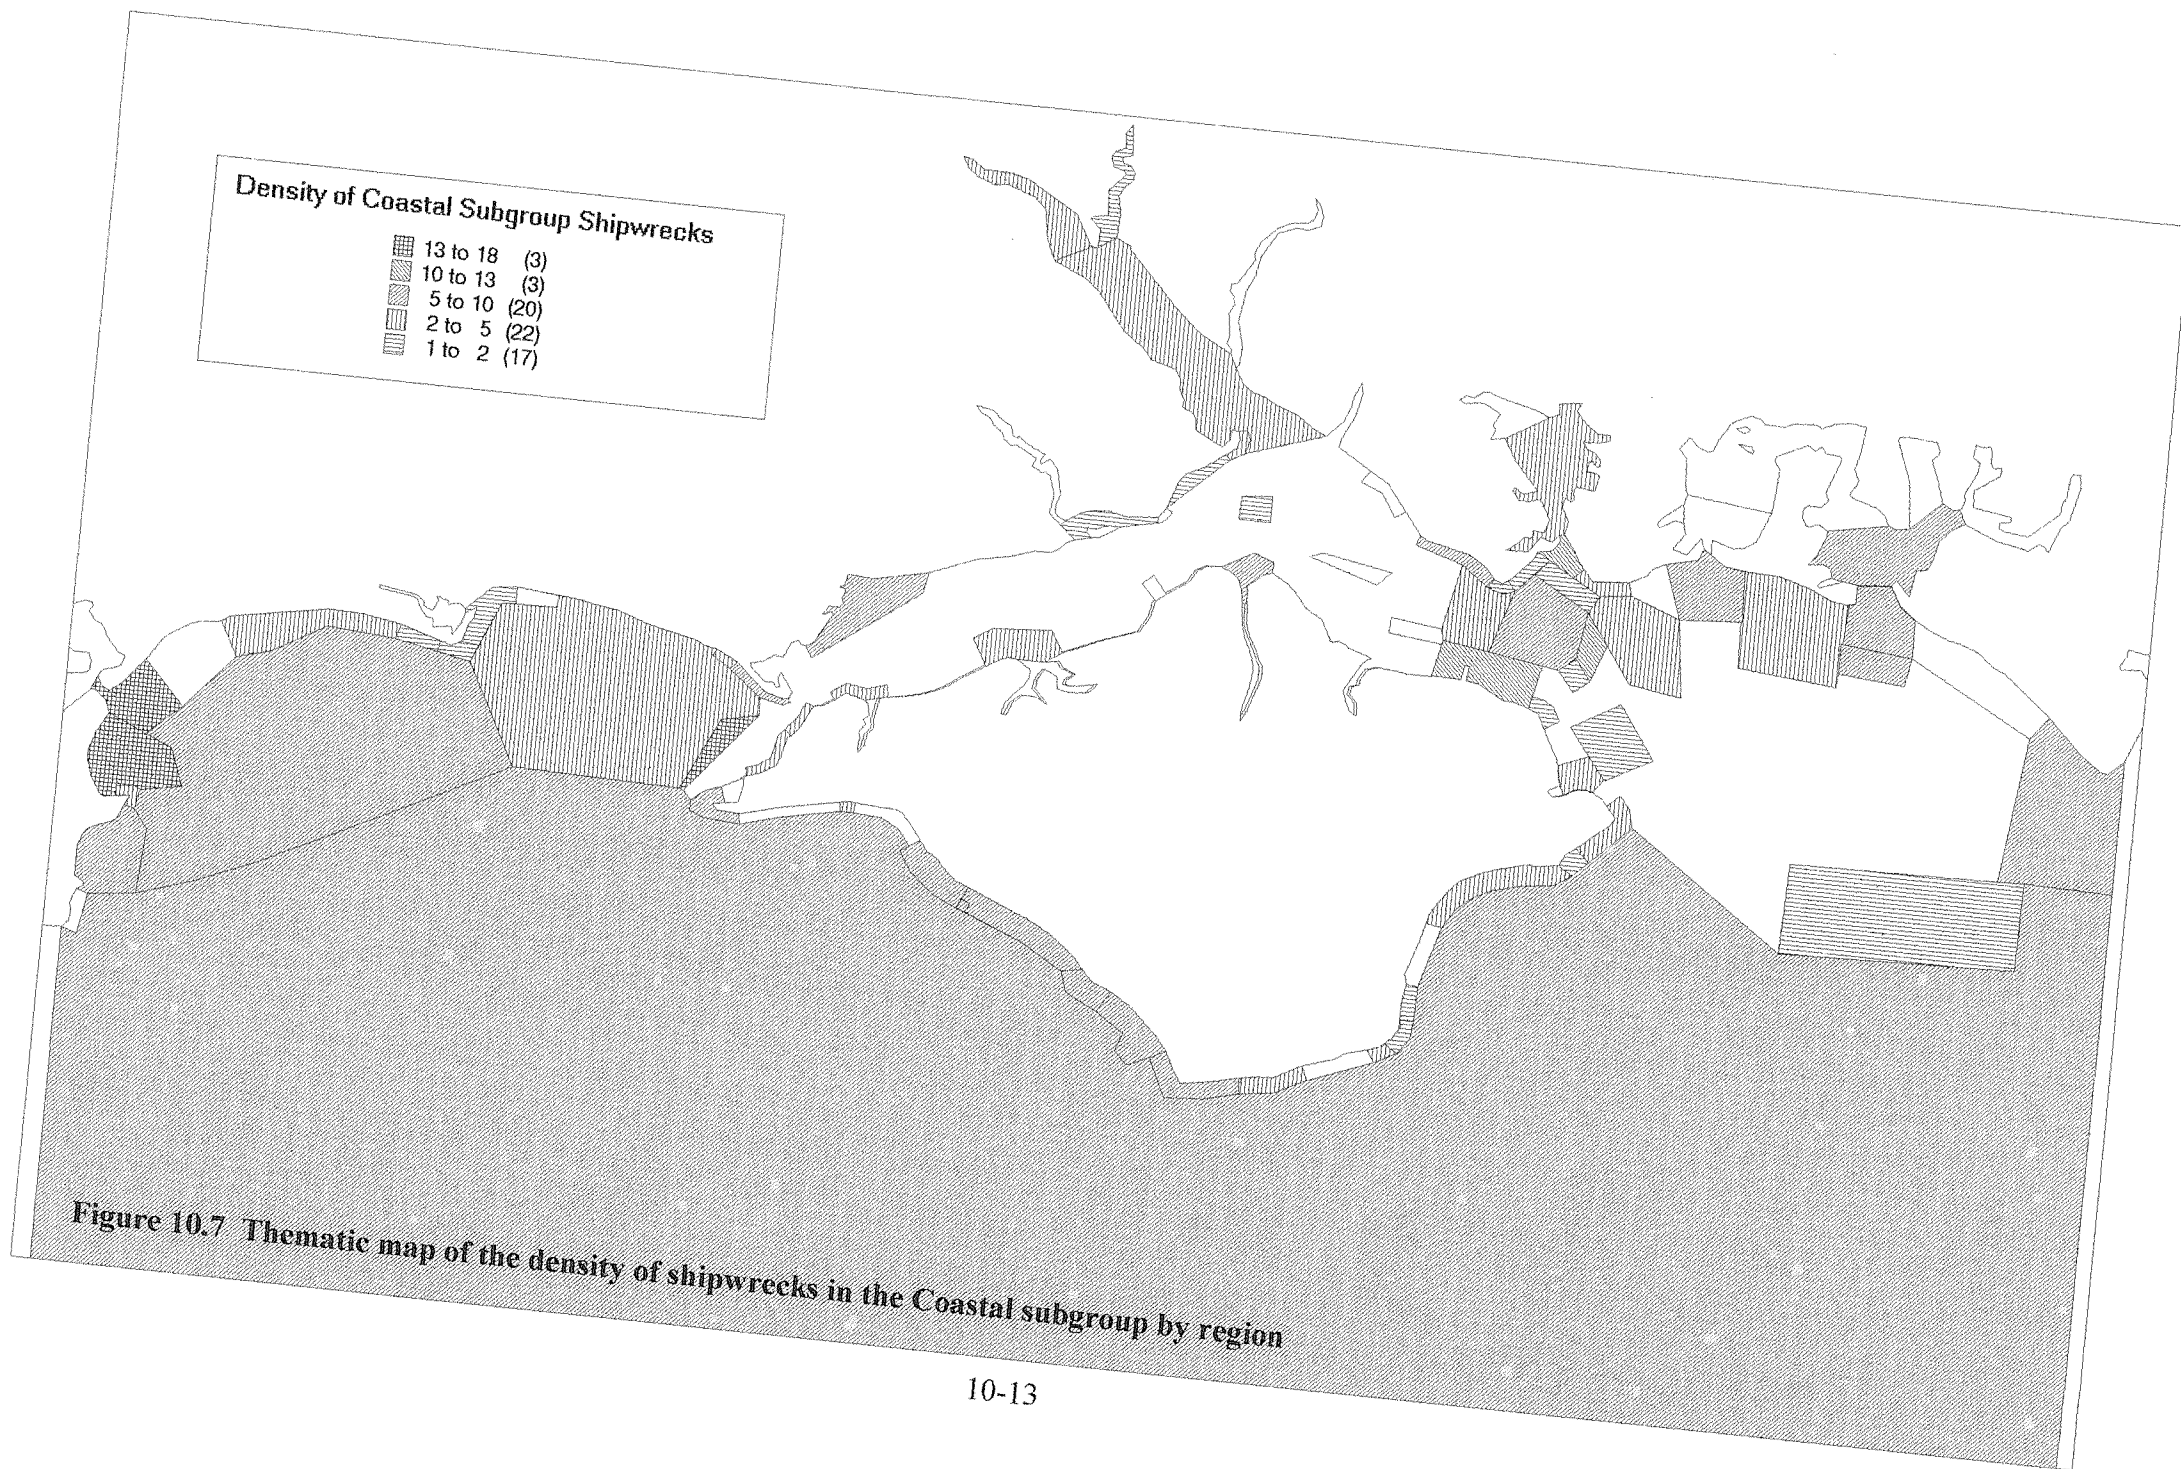 Density of Coastal Subgroup Shipwrecks
13 to 18 (3)
10 to 13 (3)
5 to 10 (20)
2 to 5 (22)
1 to 2 (17)
Figure 10.7 Thematic map of the density of shipwrecks in the Coastal subgroup by region
10-13